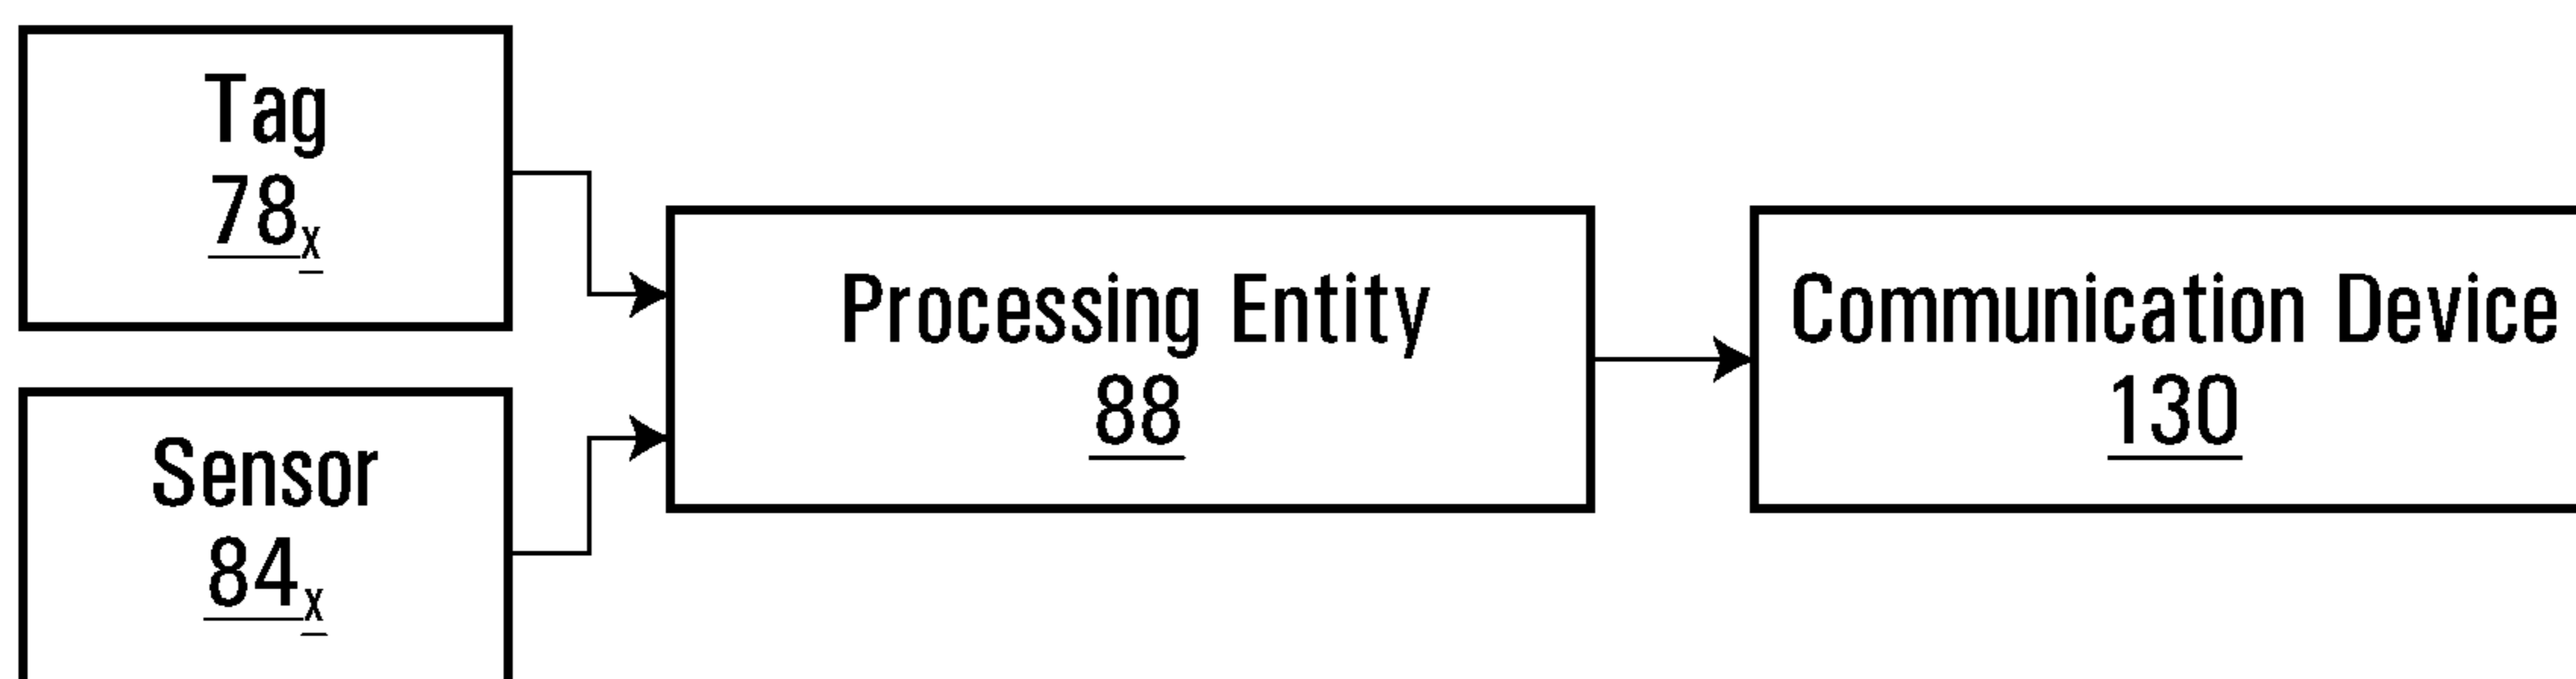 Tag
78x
Processing Entity
88
Communication Device
130
Sensor
84x